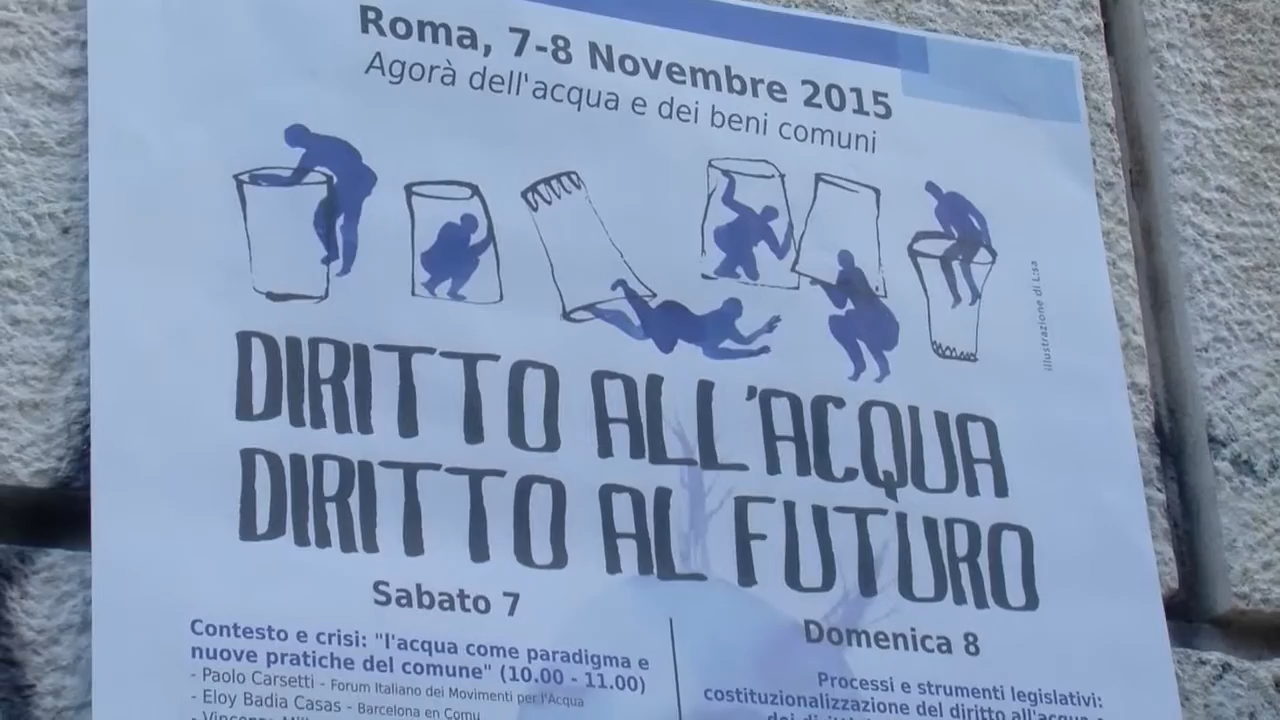 Roma, 7-8 Novembre 2015
Agorà dell'acqua e dei beni comuni
illustrazione di L:sa
DIRITTO ALL'ACQUA
DIRITTO AL FUTURO
Sabato 7
Contesto e crisi: "l'acqua come paradigma e
nuove pratiche del comune" (10.00 - 11.00)
- Paolo Carsetti - Forum Italiano dei Movimenti per l'Acqua
- Eloy Badia Casas - Barcelona en Comu
Domenica 8
Processi e strumenti legislativi:
costituzionalizzazione del diritto all'acqua